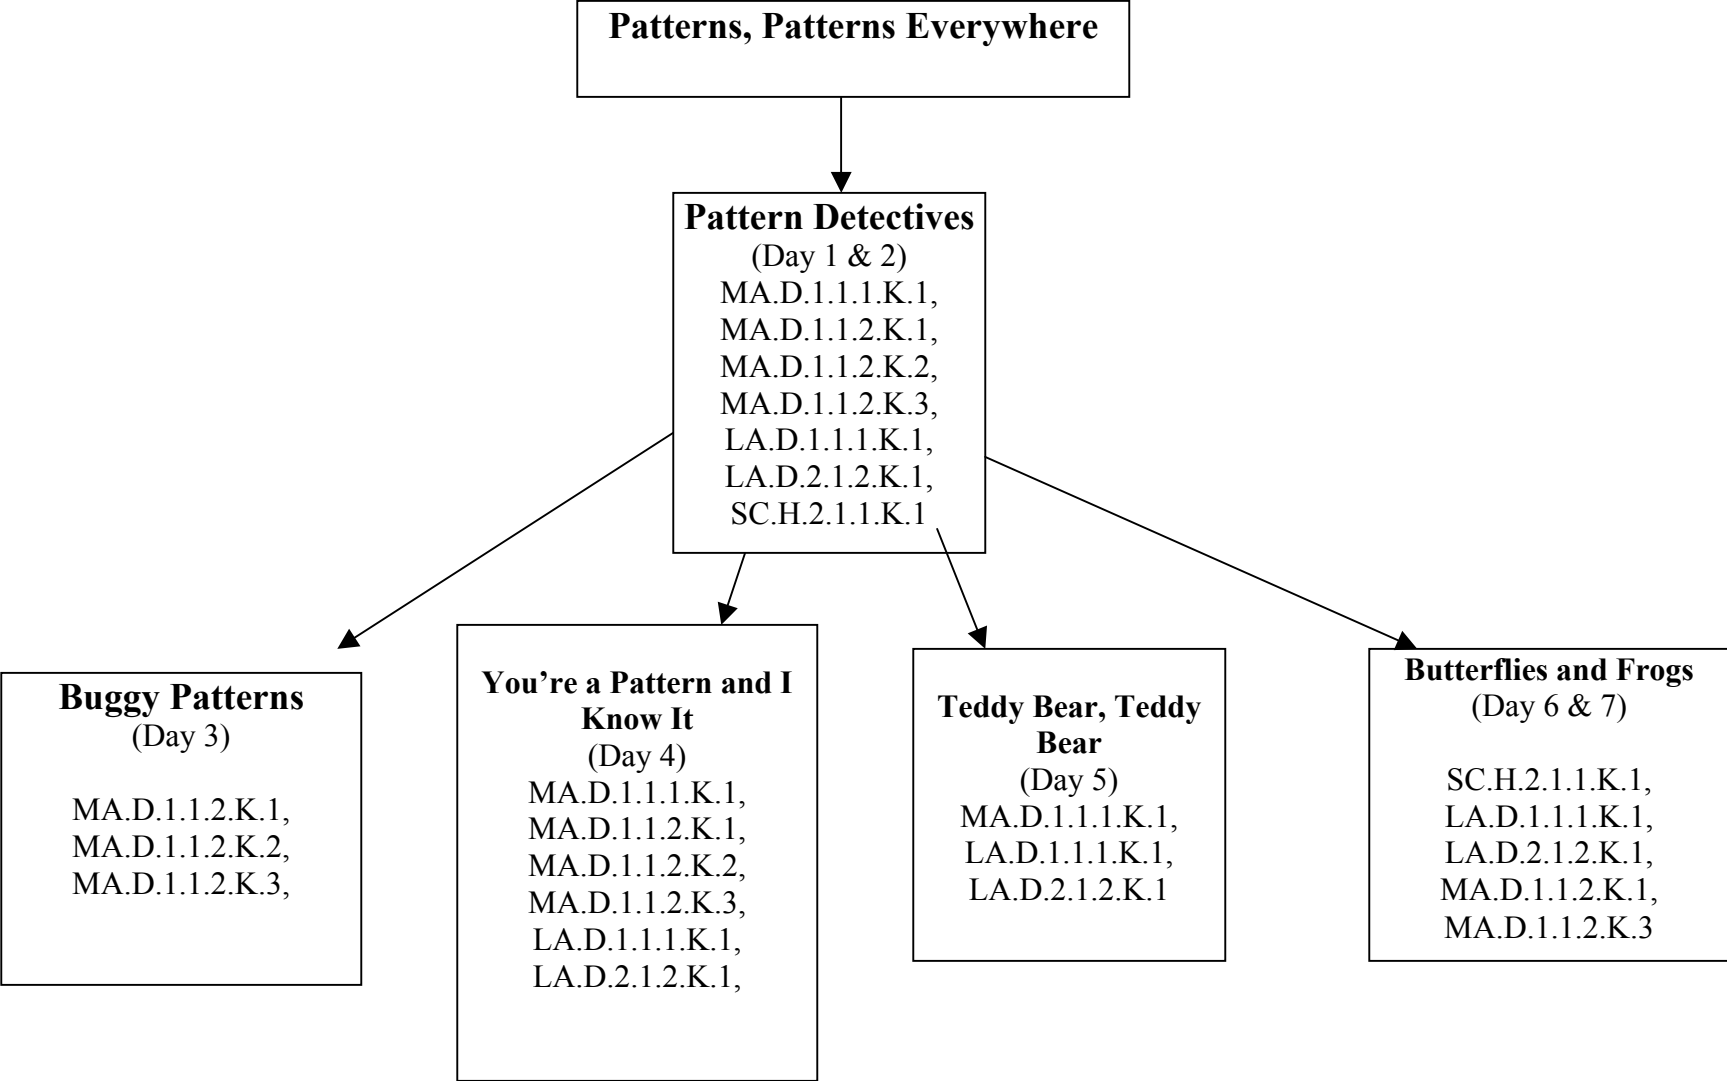 Patterns, Patterns Everywhere
Pattern Detectives
(Day 1 & 2)
MA.D.1.1.1.K.1,
MA.D.1.1.2.K.1,
MA.D.1.1.2.K.2,
MA.D.1.1.2.K.3,
LA.D.1.1.1.K.1,
LA.D.2.1.2.K.1,
SC.H.2.1.1.K.1
Buggy Patterns
(Day 3)
MA.D.1.1.2.K.1,
MA.D.1.1.2.K.2,
MA.D.1.1.2.K.3,
You’re a Pattern and I
Know It
(Day 4)
MA.D.1.1.1.K.1,
MA.D.1.1.2.K.1,
MA.D.1.1.2.K.2,
MA.D.1.1.2.K.3,
LA.D.1.1.1.K.1,
LA.D.2.1.2.K.1,
Teddy Bear, Teddy
Bear
(Day 5)
MA.D.1.1.1.K.1,
LA.D.1.1.1.K.1,
LA.D.2.1.2.K.1
Butterflies and Frogs
(Day 6 & 7)
SC.H.2.1.1.K.1,
LA.D.1.1.1.K.1,
LA.D.2.1.2.K.1,
MA.D.1.1.2.K.1,
MA.D.1.1.2.K.3